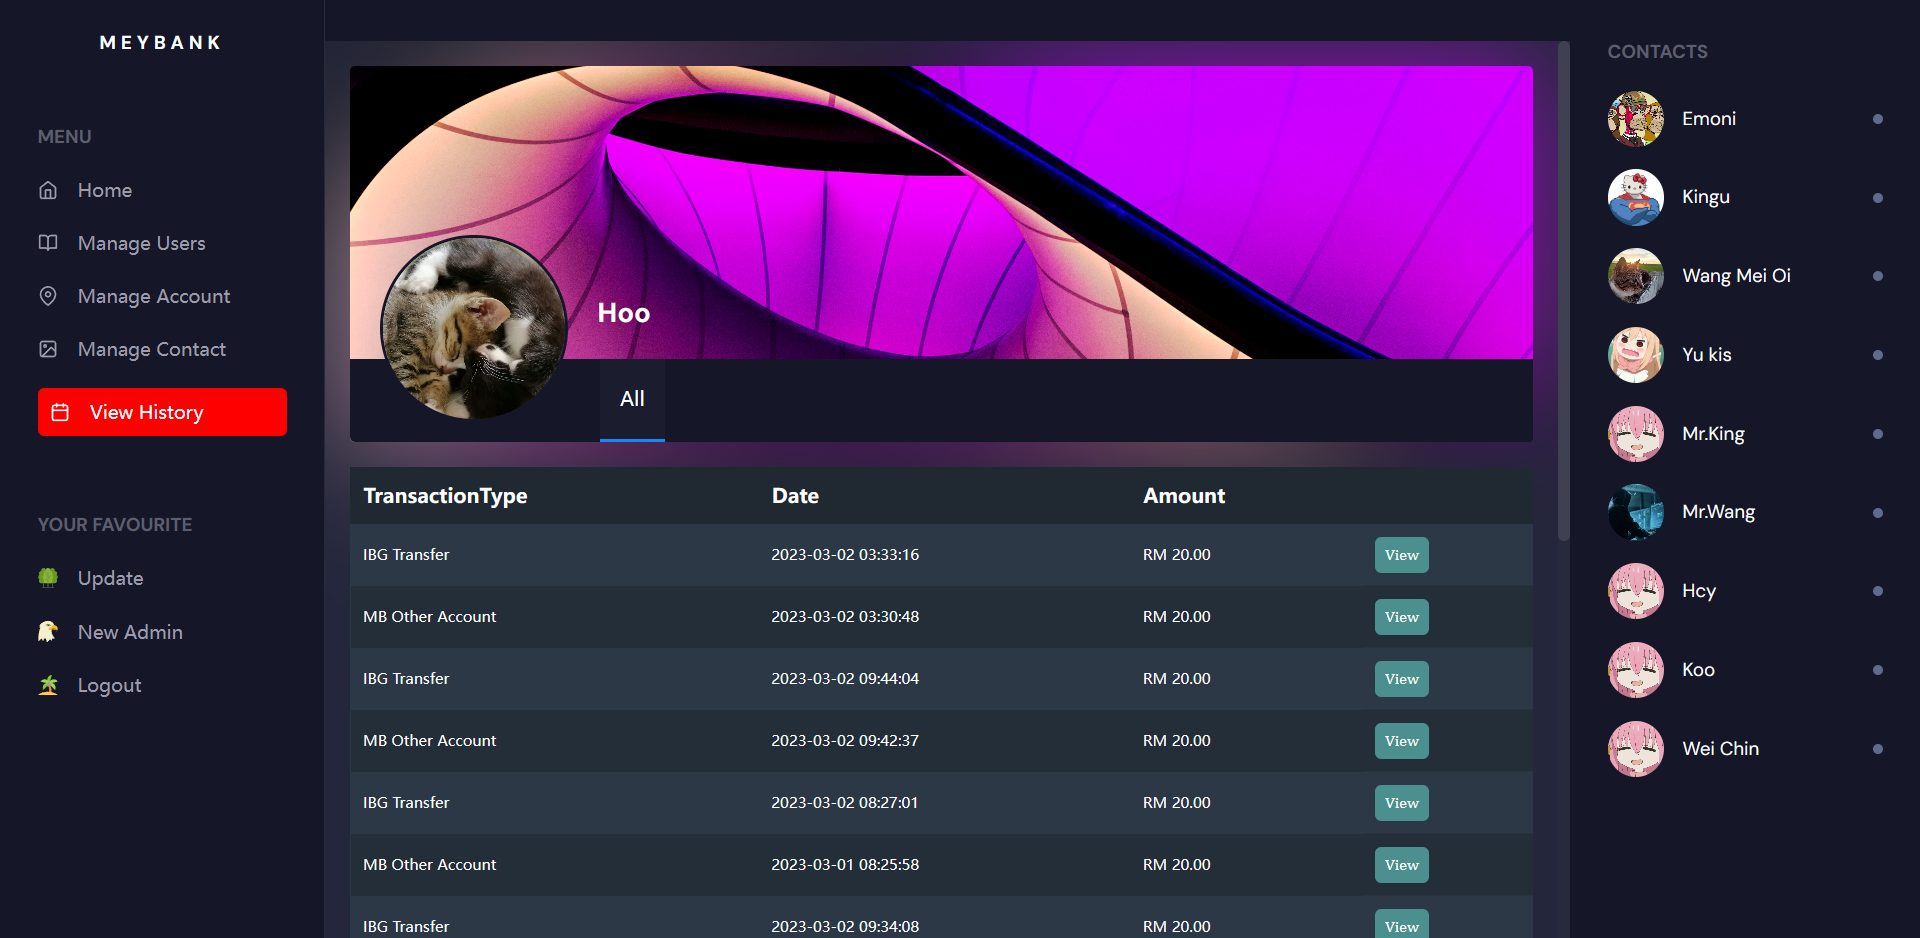 MEYBANK
MENU
Home
Manage Users
Manage Account
Manage Contact
View History
YOUR FAVOURITE
Update
New Admin
Logout
Hoo
All
TransactionType Date Amount
IBG Transfer 2023-03-02 03:33:16 RM 20.00 View
MB Other Account 2023-03-02 03:30:48 RM 20.00 View
IBG Transfer 2023-03-02 09:44:04 RM 20.00 View
MB Other Account 2023-03-02 09:42:37 RM 20.00 View
IBG Transfer 2023-03-02 08:27:01 RM 20.00 View
MB Other Account 2023-03-01 08:25:58 RM 20.00 View
IBG Transfer 2023-03-02 09:34:08 RM 20.00 View
CONTACTS
Emoni
Kingu
Wang Mei Oi
Yu kis
Mr.King
Mr.Wang
Hcy
Koo
Wei Chin